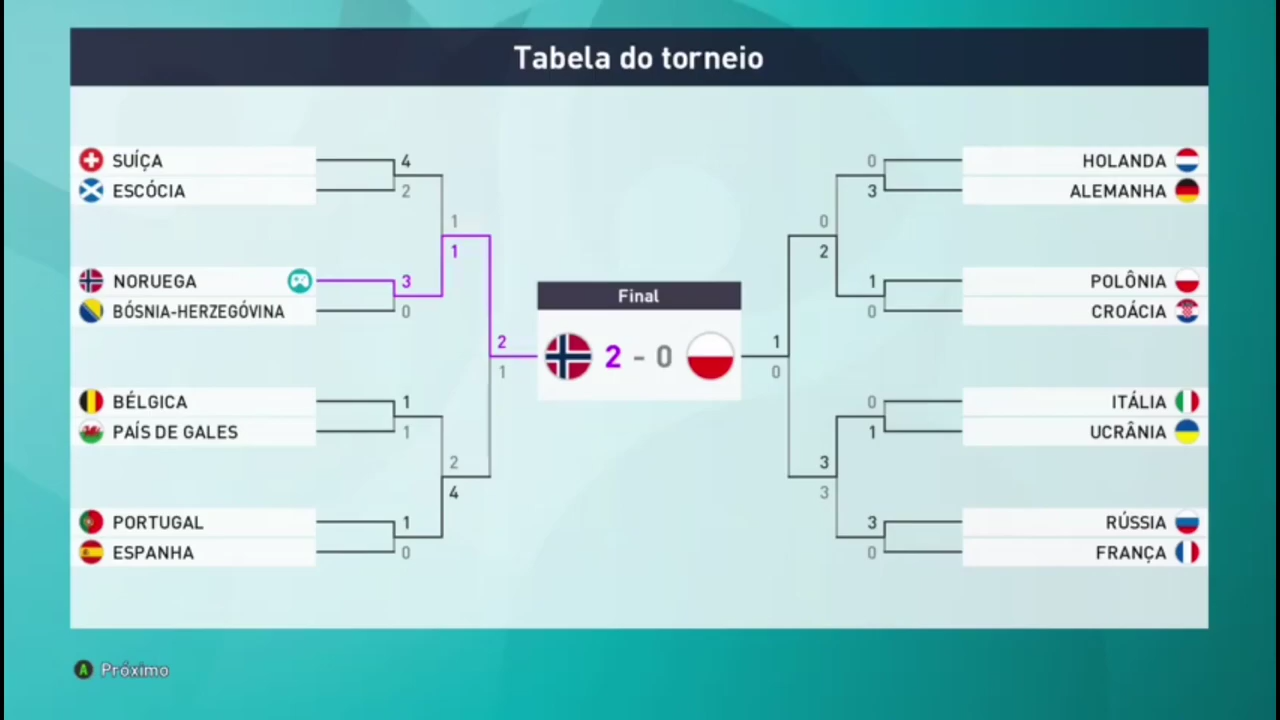 Tabela do torneio
SUÍÇA 4
ESCÓCIA 2
1
1
NORUEGA 3
BÓSNIA-HERZEGÓVINA 0
2
1
BÉLGICA 1
PAÍS DE GALES 1
2
4
PORTUGAL 1
ESPANHA 0
Final
2 - 0
0 HOLANDA
3 ALEMANHA
0
2
1 POLÔNIA
0 CROÁCIA
1
0
0 ITÁLIA
1 UCRÂNIA
3
3
3 RÚSSIA
0 FRANÇA
A Próximo